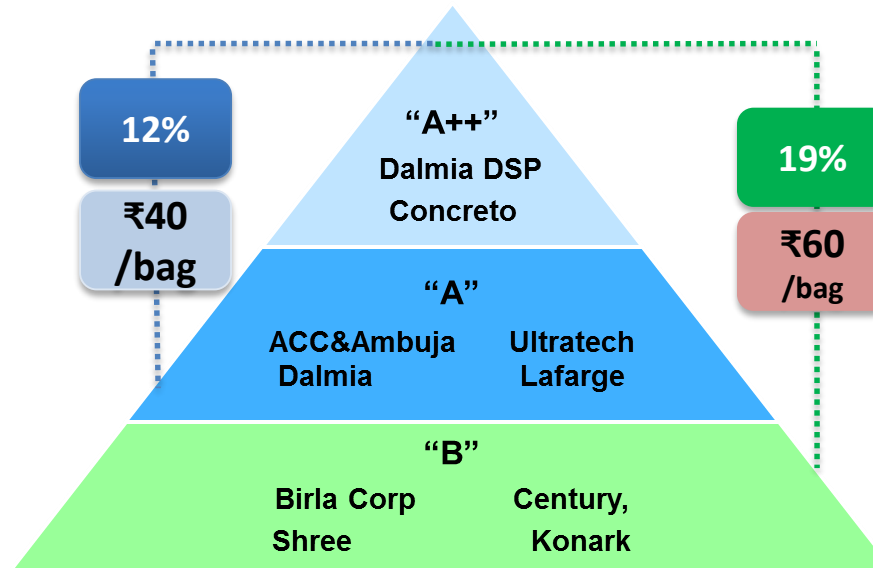 “A++”
Dalmia DSP
Concreto
12%
₹40
/bag
19%
₹60
/bag
“A”
ACC&Ambuja Ultratech
Dalmia Lafarge
“B”
Birla Corp Century,
Shree Konark